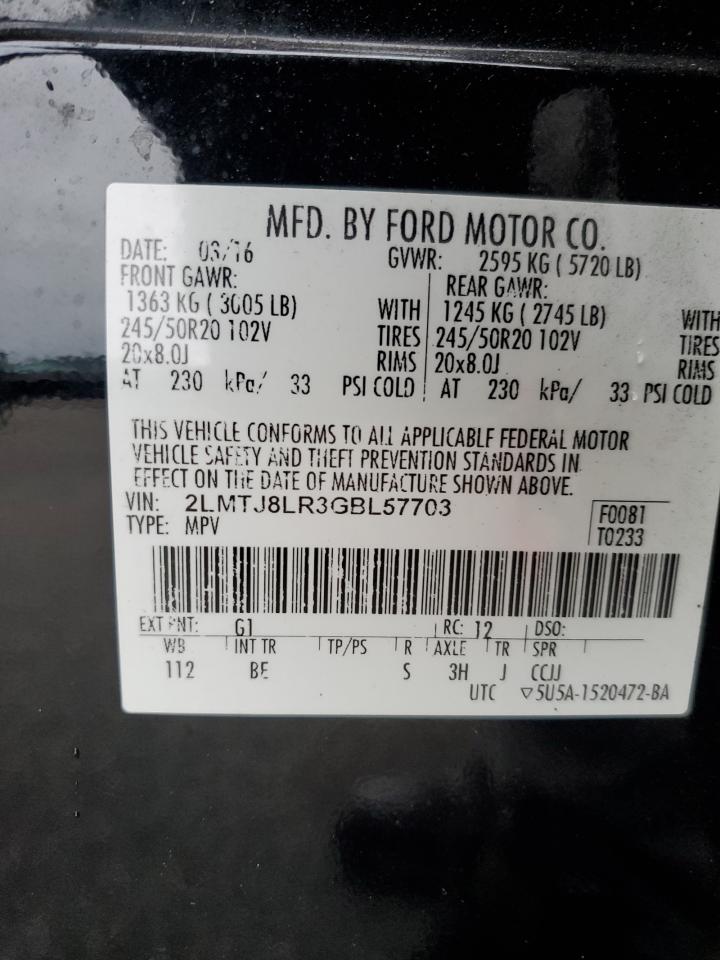 MFD. BY FORD MOTOR CO.
DATE: 03/16 GVWR: 2595 KG ( 5720 LB)
FRONT GAWR: REAR GAWR:
1363 KG ( 3005 LB) WITH 1245 KG ( 2745 LB) WITH
245/50R20 102V TIRES 245/50R20 102V TIRES
20x8.0J RIMS 20x8.0J RIMS
AT 230 kPa/ 33 PSI COLD AT 230 kPa/ 33 PSI COLD
THIS VEHICLE CONFORMS TO ALL APPLICABLE FEDERAL MOTOR
VEHICLE SAFETY AND THEFT PREVENTION STANDARDS IN
EFFECT ON THE DATE OF MANUFACTURE SHOWN ABOVE.
VIN: 2LMTJ8LR3GBL57703 F0081
TYPE: MPV T0233
EXT PNT: G1 RC: 12 DSO:
WB INT TR TP/PS R AXLE TR SPR
112 BE S 3H J CCJJ
UTC ▽5U5A-1520472-BA